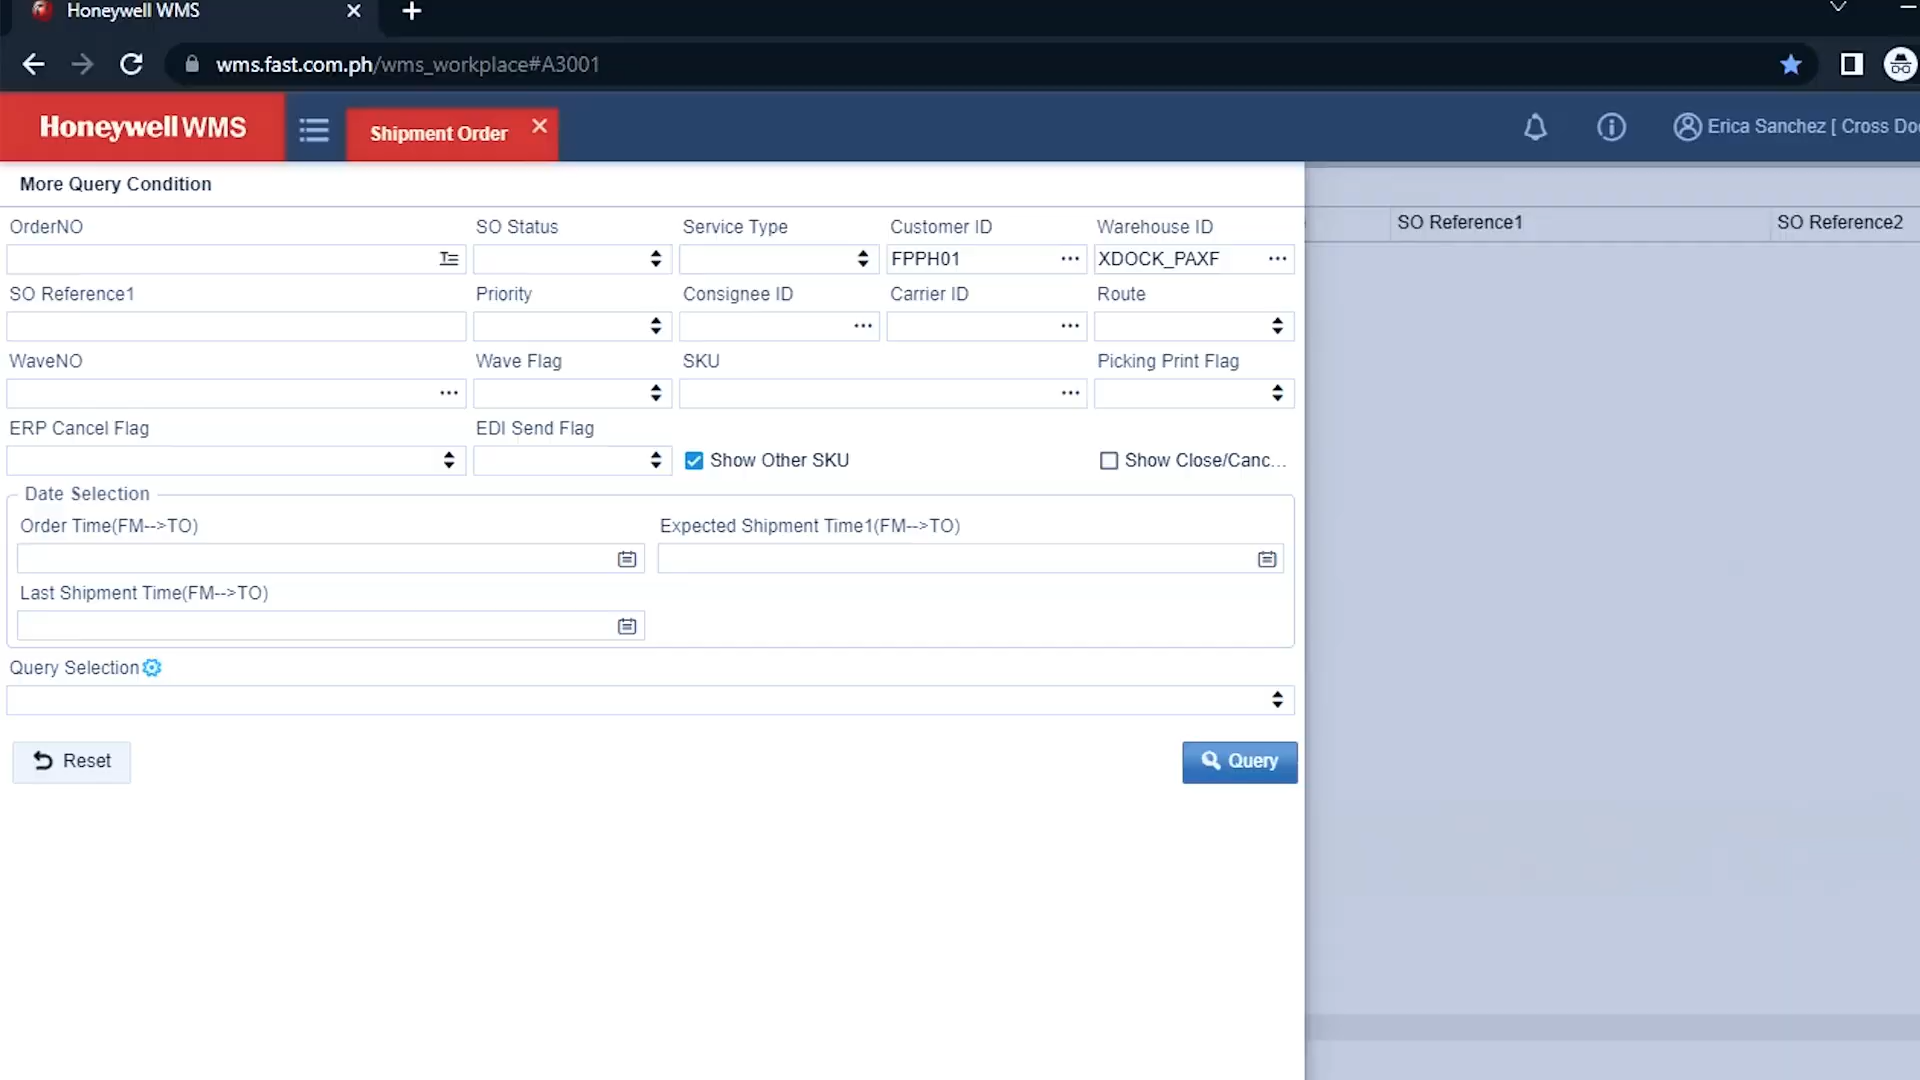 Honeywell WMS
wms.fast.com.ph/wms_workplace#A3001
Honeywell WMS
Shipment Order
Erica Sanchez [ Cross Do
More Query Condition
OrderNO SO Status Service Type Customer ID Warehouse ID
FPPH01 XDOCK_PAXF
SO Reference1 Priority Consignee ID Carrier ID Route
WaveNO Wave Flag SKU Picking Print Flag
ERP Cancel Flag EDI Send Flag
Show Other SKU Show Close/Canc...
Date Selection
Order Time(FM-->TO) Expected Shipment Time1(FM-->TO)
Last Shipment Time(FM-->TO)
Query Selection
Reset Query
SO Reference1 SO Reference2